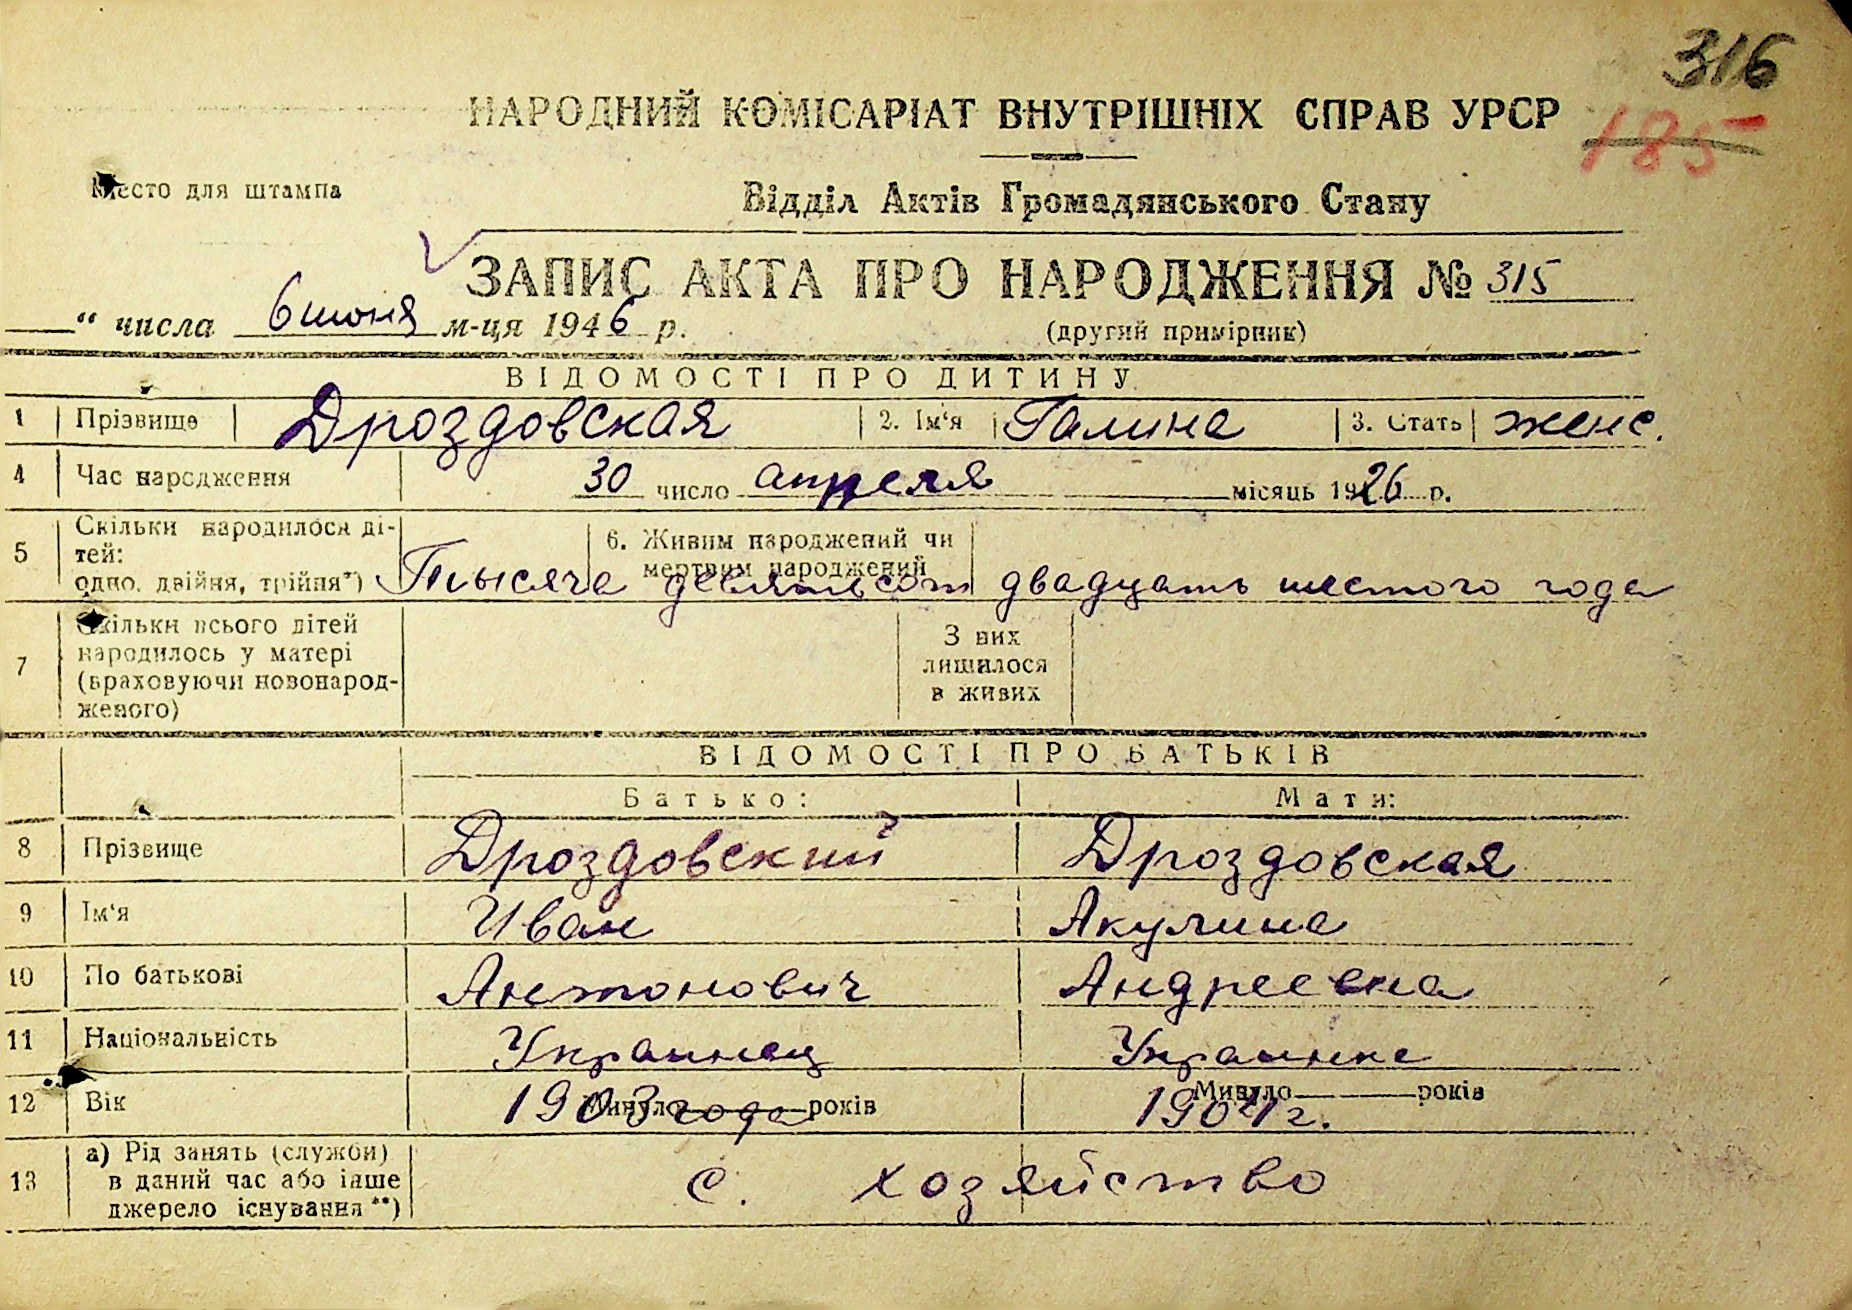 316
НАРОДНИЙ КОМІСАРІАТ ВНУТРІШНІХ СПРАВ УРСР
185
Место для штампа
Відділ Актів Громадянського Стану
ЗАПИС АКТА ПРО НАРОДЖЕННЯ № 315
" числа 6 июня м-ця 1946 р.
(другий примірник)
ВІДОМОСТІ ПРО ДИТИНУ
1 Прізвище Дроздовская 2. Ім'я Галина 3. Стать женс.
4 Час народження 30 число апреля місяць 1926 р.
5 Скільки народилося ді-
тей:
одно, двійня, трійня*)
6. Живим народжений чи
мертвим народжений
Тысяча девятьсот двадцать шестого года
7 Скільки всього дітей
народилось у матері
(враховуючи новонарод-
женого)
З них
лишилося
в живих
ВІДОМОСТІ ПРО БАТЬКІВ
Батько: Мати:
8 Прізвище Дроздовский Дроздовская
9 Ім'я Иван Акулина
10 По батькові Антонович Андреевна
11 Національність Украинец Украинка
12 Вік Минуло років 1903 года Минуло років 1904 г.
13 а) Рід занять (служби)
в даний час або інше
джерело існування **)
с. хозяйство